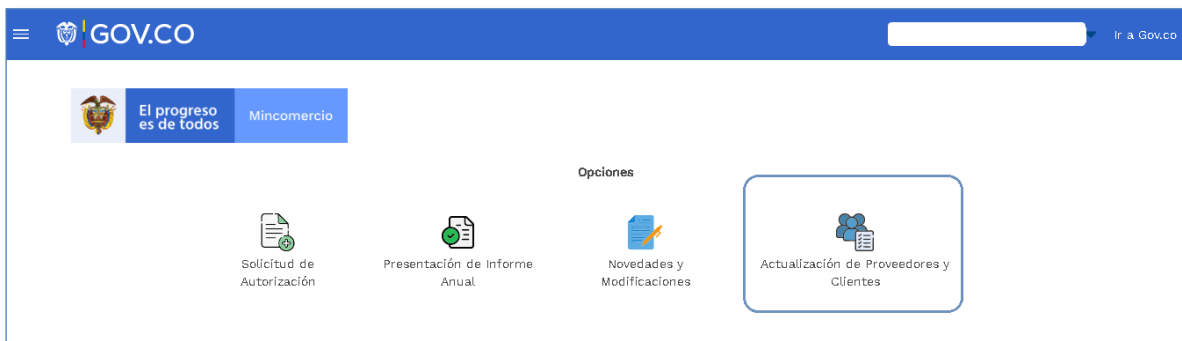 GOV.CO
Ir a Gov.co
El progreso
es de todos
Mincomercio
Opciones
Solicitud de
Autorización
Presentación de Informe
Anual
Novedades y
Modificaciones
Actualización de Proveedores y
Clientes